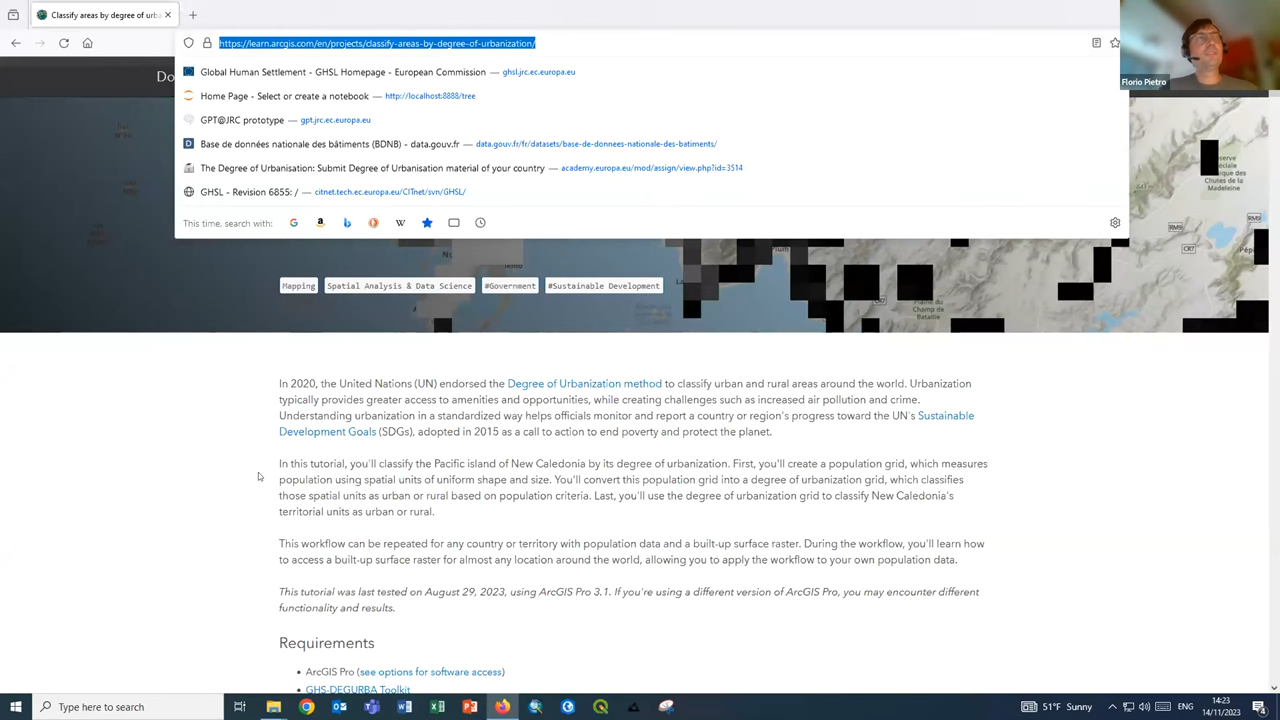 Classify areas by degree of urba
https://learn.arcgis.com/en/projects/classify-areas-by-degree-of-urbanization/
Florio Pietro
Do
Global Human Settlement - GHSL Homepage - European Commission — ghsl.jrc.ec.europa.eu
Home Page - Select or create a notebook — http://localhost:8888/tree
GPT@JRC prototype — gpt.jrc.ec.europa.eu
Base de données nationale des bâtiments (BDNB) - data.gouv.fr — data.gouv.fr/fr/datasets/base-de-donnees-nationale-des-batiments/
The Degree of Urbanisation: Submit Degree of Urbanisation material of your country — academy.europa.eu/mod/assign/view.php?id=3514
GHSL - Revision 6855: / — citnet.tech.ec.europa.eu/CITnet/svn/GHSL/
This time, search with:
des Chutes de la
Madeleine
RM9
CR7
Mapping
Spatial Analysis & Data Science
#Government
#Sustainable Development
Plaine du
Champ de
Bataille
In 2020, the United Nations (UN) endorsed the Degree of Urbanization method to classify urban and rural areas around the world. Urbanization
typically provides greater access to amenities and opportunities, while creating challenges such as increased air pollution and crime.
Understanding urbanization in a standardized way helps officials monitor and report a country or region's progress toward the UN's Sustainable
Development Goals (SDGs), adopted in 2015 as a call to action to end poverty and protect the planet.
In this tutorial, you'll classify the Pacific island of New Caledonia by its degree of urbanization. First, you'll create a population grid, which measures
population using spatial units of uniform shape and size. You'll convert this population grid into a degree of urbanization grid, which classifies
those spatial units as urban or rural based on population criteria. Last, you'll use the degree of urbanization grid to classify New Caledonia's
territorial units as urban or rural.
This workflow can be repeated for any country or territory with population data and a built-up surface raster. During the workflow, you'll learn how
to access a built-up surface raster for almost any location around the world, allowing you to apply the workflow to your own population data.
This tutorial was last tested on August 29, 2023, using ArcGIS Pro 3.1. If you're using a different version of ArcGIS Pro, you may encounter different
functionality and results.
Requirements
• ArcGIS Pro (see options for software access)
• GHS-DEGURBA Toolkit
Type here to search
51°F Sunny
ENG
14:23
14/11/2023